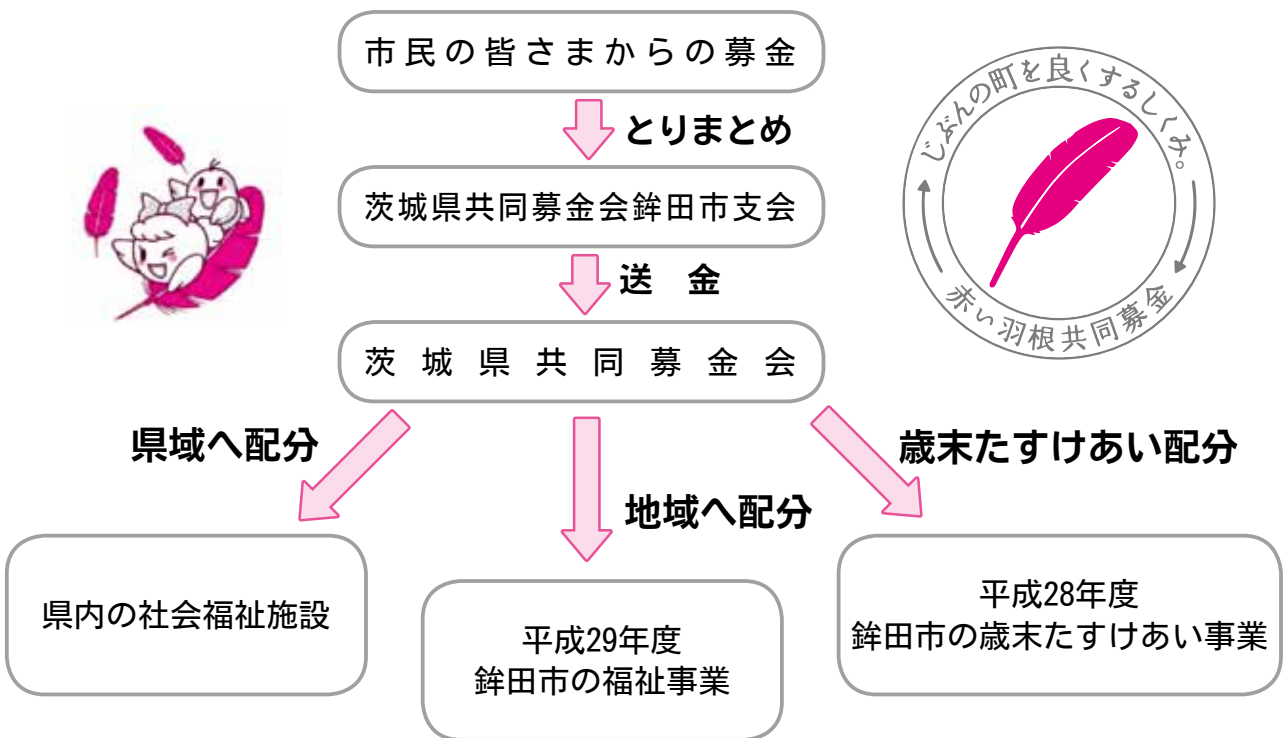 市民の皆さまからの募金
とりまとめ
じぶんの町を良くするしくみ。
茨城県共同募金会鉾田市支会
送　金
赤い羽根共同募金
茨城県共同募金会
県域へ配分
歳末たすけあい配分
地域へ配分
県内の社会福祉施設
平成29年度
鉾田市の福祉事業
平成28年度
鉾田市の歳末たすけあい事業